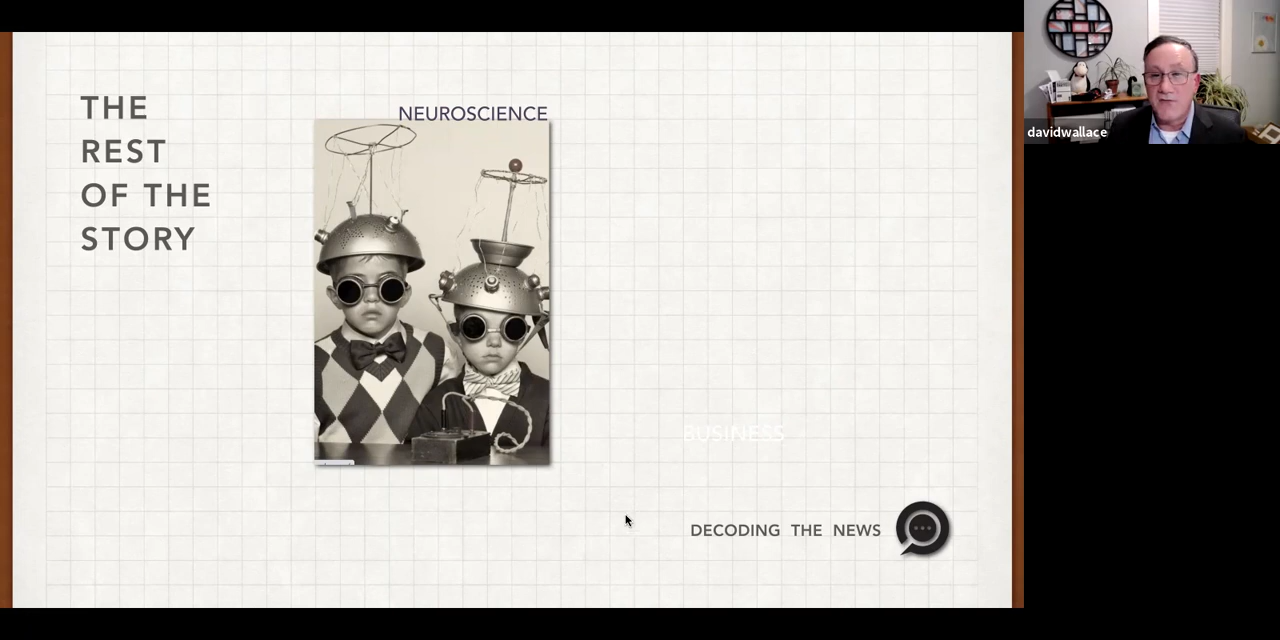 THE
REST
OF THE
STORY
NEUROSCIENCE
BUSINESS
DECODING THE NEWS
davidwallace